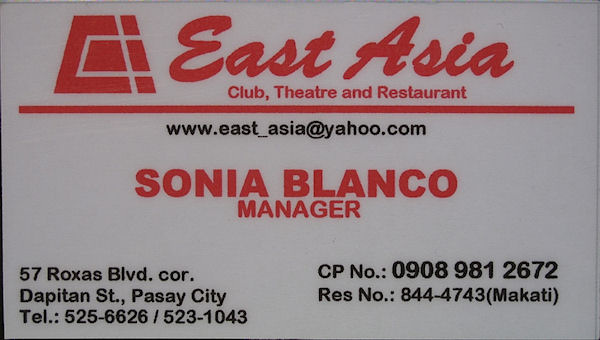 East Asia
Club, Theatre and Restaurant
www.east_asia@yahoo.com
SONIA BLANCO
MANAGER
57 Roxas Blvd. cor.
Dapitan St., Pasay City
Tel.: 525-6626 / 523-1043
CP No.: 0908 981 2672
Res No.: 844-4743(Makati)